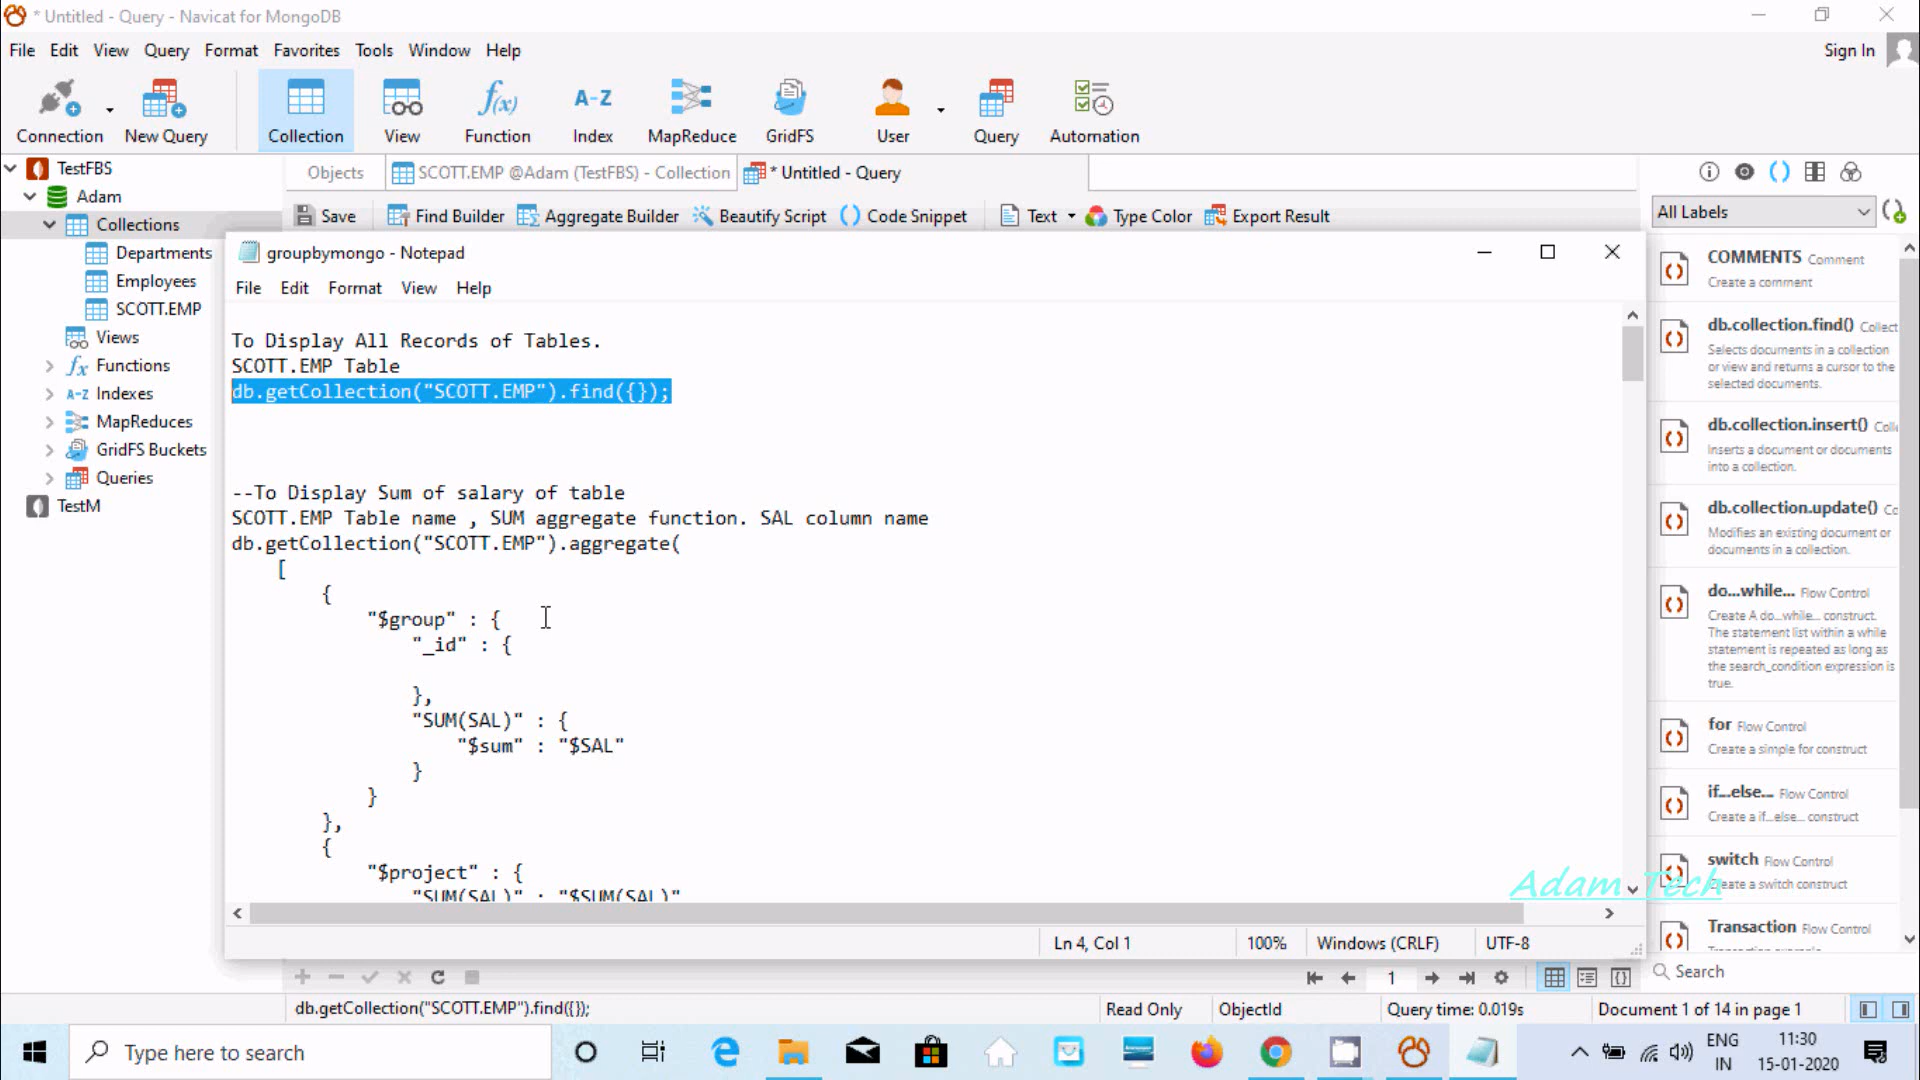 * Untitled - Query - Navicat for MongoDB
File Edit View Query Format Favorites Tools Window Help
Sign In
Connection New Query Collection View Function Index MapReduce GridFS User Query Automation
TestFBS
Adam
Collections
Departments
Employees
SCOTT.EMP
Views
Functions
Indexes
MapReduces
GridFS Buckets
Queries
TestM
Objects SCOTT.EMP @Adam (TestFBS) - Collection * Untitled - Query
Save Find Builder Aggregate Builder Beautify Script Code Snippet Text Type Color Export Result
groupbymongo - Notepad
File Edit Format View Help
To Display All Records of Tables.
SCOTT.EMP Table
db.getCollection("SCOTT.EMP").find({});
--To Display Sum of salary of table
SCOTT.EMP Table name , SUM aggregate function. SAL column name
db.getCollection("SCOTT.EMP").aggregate(
[
{
"$group" : {
"_id" : {
},
"SUM(SAL)" : {
"$sum" : "$SAL"
}
}
},
{
"$project" : {
"SUM(SAL)" : "$SUM(SAL)"
Ln 4, Col 1 100% Windows (CRLF) UTF-8
All Labels
COMMENTS Comment
Create a comment
db.collection.find() Collect
Selects documents in a collection
or view and returns a cursor to the
selected documents.
db.collection.insert() Colle
Inserts a document or documents
into a collection.
db.collection.update() Co
Modifies an existing document or
documents in a collection.
do...while... Flow Control
Create A do...while... construct.
The statement list within a while
statement is repeated as long as
the search_condition expression is
true.
for Flow Control
Create a simple for construct
if...else... Flow Control
Create a if...else... construct
switch Flow Control
Create a switch construct
Transaction Flow Control
Adam Tech
Search
1
db.getCollection("SCOTT.EMP").find({}); Read Only ObjectId Query time: 0.019s Document 1 of 14 in page 1
Type here to search
ENG
IN
11:30
15-01-2020